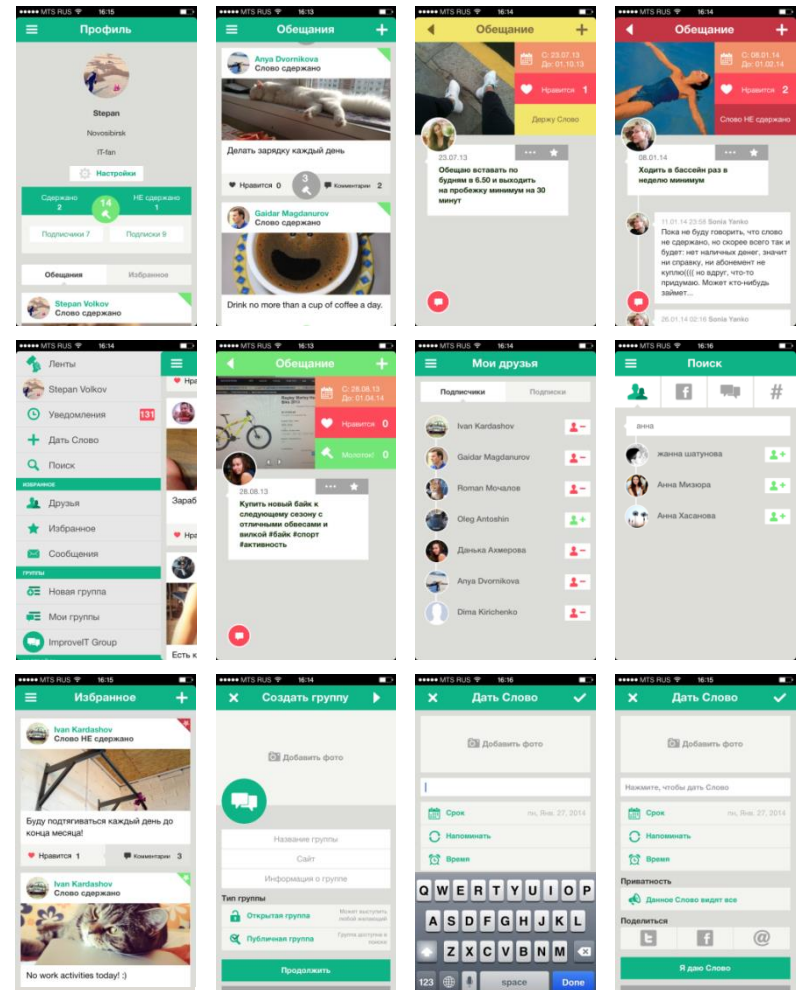 MTS RUS 16:15
Профиль
Stepan
Novosibirsk
IT-fan
Настройки
Сдержано
2
14
НЕ сдержано
1
Подписчики 7
Подписки 9
Обещания
Избранное
Stepan Volkov
Слово сдержано
MTS RUS 16:13
Обещания
Anya Dvornikova
Слово сдержано
Делать зарядку каждый день
Нравится 0
3
Комментарии 2
Gaidar Magdanurov
Слово сдержано
Drink no more than a cup of coffee a day.
MTS RUS 16:14
Обещание
С: 23.07.13
До: 01.10.13
Нравится 1
Держу Слово
23.07.13
Обещаю вставать по
будням в 6.50 и выходить
на пробежку минимум на 30
минут
MTS RUS 16:14
Обещание
С: 08.01.14
До: 01.02.14
Нравится 2
Слово НЕ сдержано
08.01.14
Ходить в бассейн раз в
неделю минимум
11.01.14 23:58 Sonia Yanko
Пока не буду говорить, что слово
не сдержано, но скорее всего так и
будет: нет наличных денег, значит
ни справку, ни абонемент не
куплю(((( но вдруг, что-то
придумаю. Может кто-нибудь
займет...
26.01.14 02:16 Sonia Yanko
MTS RUS 16:14
Ленты
Stepan Volkov
Уведомления 131
Дать Слово
Поиск
ИЗБРАННОЕ
Друзья
Избранное
Сообщения
ГРУППЫ
Новая группа
Мои группы
ImproveIT Group
Нра
Зараб
Нра
Есть к
MTS RUS 16:13
Обещание
С: 28.08.13
До: 01.04.14
Нравится 0
Молоток! 0
28.08.13
Купить новый байк к
следующему сезону с
отличными обвесами и
вилкой #байк #спорт
#активность
MTS RUS 16:14
Мои друзья
Подписчики
Подписки
Ivan Kardashov
Gaidar Magdanurov
Roman Мочалов
Oleg Antoshin
Данька Ахмерова
Anya Dvornikova
Dima Kirichenko
MTS RUS 16:16
Поиск
#
анна
жанна шатунова
Анна Мизюра
Анна Хасанова
MTS RUS 16:15
Избранное
Ivan Kardashov
Слово НЕ сдержано
Буду подтягиваться каждый день до
конца месяца!
Нравится 1
Комментарии 3
Ivan Kardashov
Слово сдержано
No work activities today! :)
MTS RUS 16:14
Создать группу
Добавить фото
Название группы
Сайт
Информация о группе
Тип группы
Открытая группа
Может выступить
любой желающий
Публичная группа
Группа доступна в
поиске
Продолжить
MTS RUS 16:16
Дать Слово
Добавить фото
Срок
пн, Янв. 27, 2014
Напоминать
Время
Q W E R T Y U I O P
A S D F G H J K L
Z X C V B N M
123 space Done
MTS RUS 16:15
Дать Слово
Добавить фото
Нажмите, чтобы дать Слово
Срок
пн, Янв. 27, 2014
Напоминать
Время
Приватность
Данное Слово видят все
Поделиться
t f @
Я даю Слово